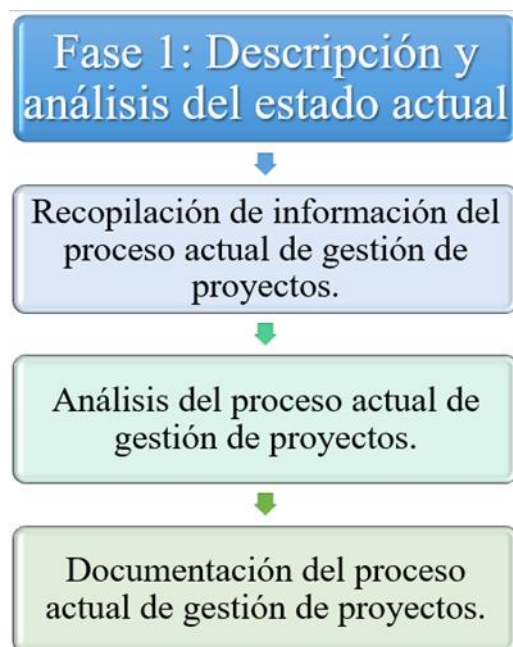 Fase 1: Descripción y
análisis del estado actual
Recopilación de información del
proceso actual de gestión de
proyectos.
Análisis del proceso actual de
gestión de proyectos.
Documentación del proceso
actual de gestión de proyectos.